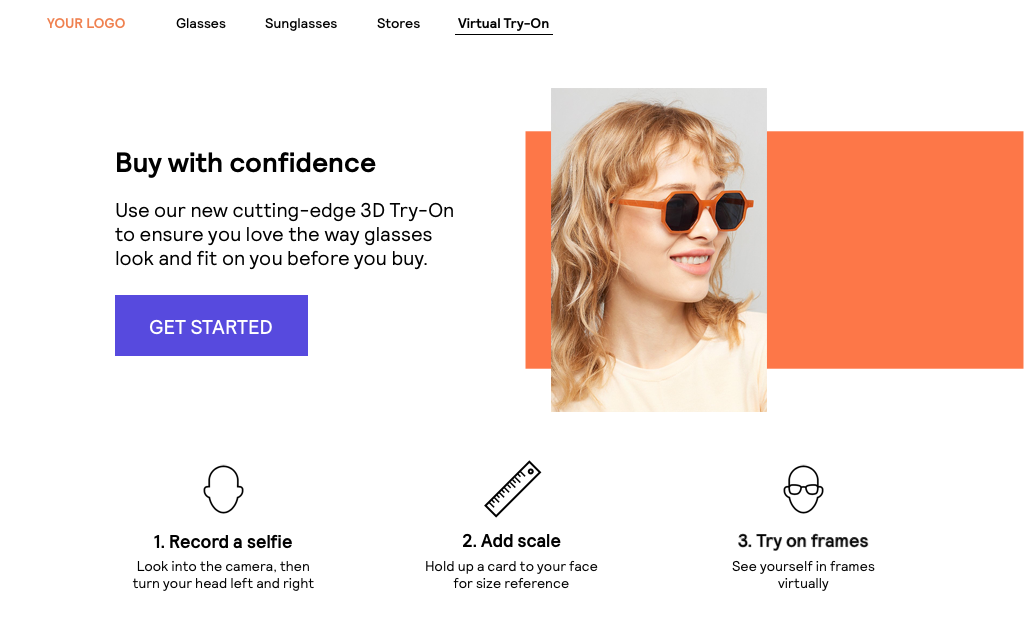 YOUR LOGO Glasses Sunglasses Stores Virtual Try-On
Buy with confidence
Use our new cutting-edge 3D Try-On
to ensure you love the way glasses
look and fit on you before you buy.
GET STARTED
1. Record a selfie
Look into the camera, then
turn your head left and right
2. Add scale
Hold up a card to your face
for size reference
3. Try on frames
See yourself in frames
virtually